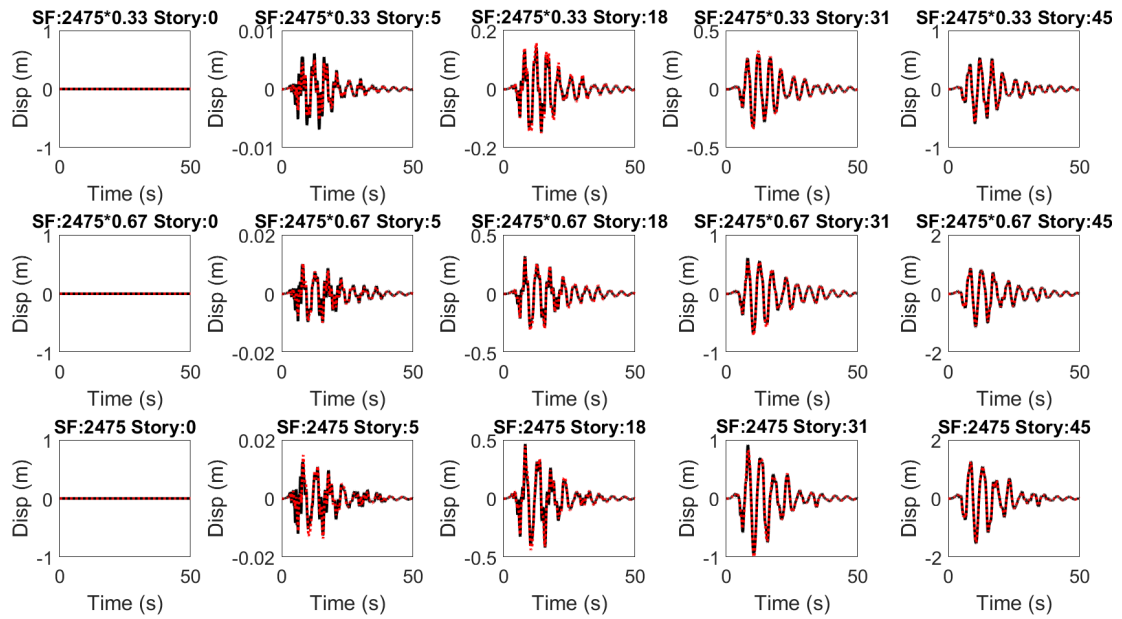 SF:2475*0.33 Story:0
1
0
-1
Disp (m)
0
50
Time (s)
SF:2475*0.33 Story:5
0.01
0
-0.01
Disp (m)
0
50
Time (s)
SF:2475*0.33 Story:18
0.2
0
-0.2
Disp (m)
0
50
Time (s)
SF:2475*0.33 Story:31
0.5
0
-0.5
Disp (m)
0
50
Time (s)
SF:2475*0.33 Story:45
1
0
-1
Disp (m)
0
50
Time (s)
SF:2475*0.67 Story:0
1
0
-1
Disp (m)
0
50
Time (s)
SF:2475*0.67 Story:5
0.02
0
-0.02
Disp (m)
0
50
Time (s)
SF:2475*0.67 Story:18
0.5
0
-0.5
Disp (m)
0
50
Time (s)
SF:2475*0.67 Story:31
1
0
-1
Disp (m)
0
50
Time (s)
SF:2475*0.67 Story:45
2
0
-2
Disp (m)
0
50
Time (s)
SF:2475 Story:0
1
0
-1
Disp (m)
0
50
Time (s)
SF:2475 Story:5
0.02
0
-0.02
Disp (m)
0
50
Time (s)
SF:2475 Story:18
0.5
0
-0.5
Disp (m)
0
50
Time (s)
SF:2475 Story:31
1
0
-1
Disp (m)
0
50
Time (s)
SF:2475 Story:45
2
0
-2
Disp (m)
0
50
Time (s)